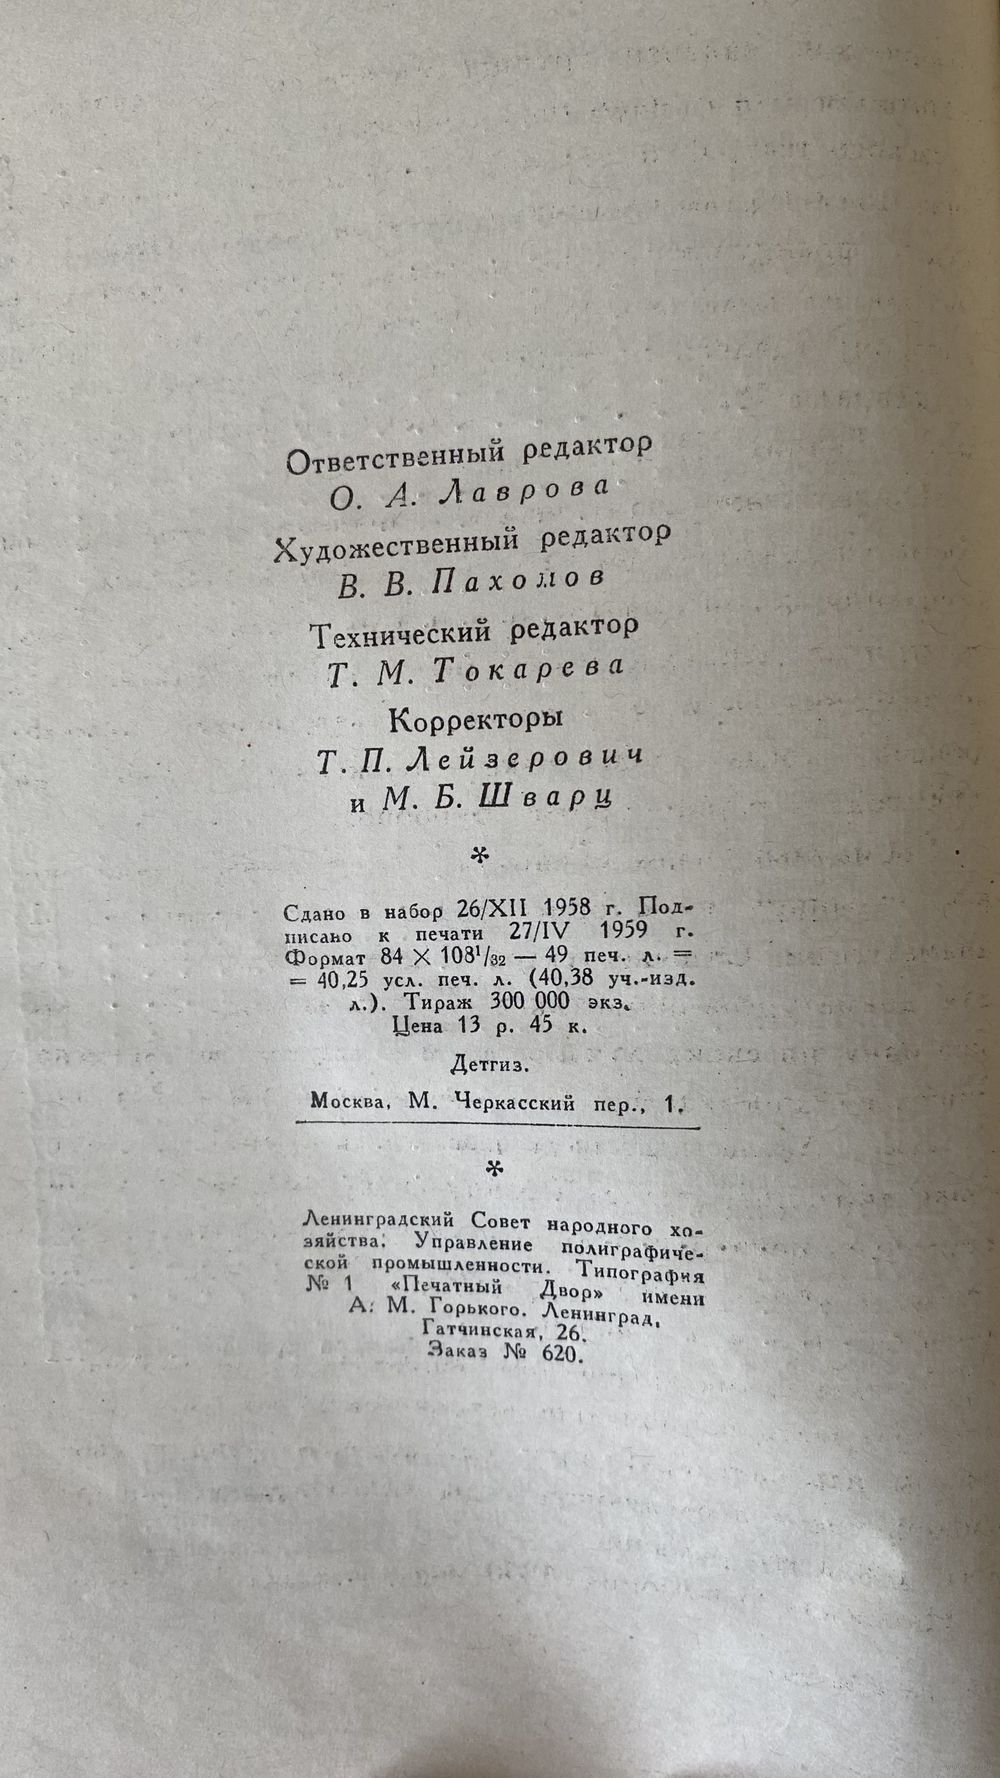 Ответственный редактор
О. А. Лаврова
Художественный редактор
В. В. Пахомов
Технический редактор
Т. М. Токарева
Корректоры
Т. П. Лейзерович
и М. Б. Шварц
*
Сдано в набор 26/XII 1958 г. Под-
писано к печати 27/IV 1959 г.
Формат 84 × 108¹/₃₂ — 49 печ. л. =
= 40,25 усл. печ. л. (40,38 уч.-изд.
л.). Тираж 300 000 экз.
Цена 13 р. 45 к.
Детгиз.
Москва, М. Черкасский пер., 1.
*
Ленинградский Совет народного хо-
зяйства. Управление полиграфиче-
ской промышленности. Типография
№ 1 «Печатный Двор» имени
А. М. Горького. Ленинград,
Гатчинская, 26.
Заказ № 620.